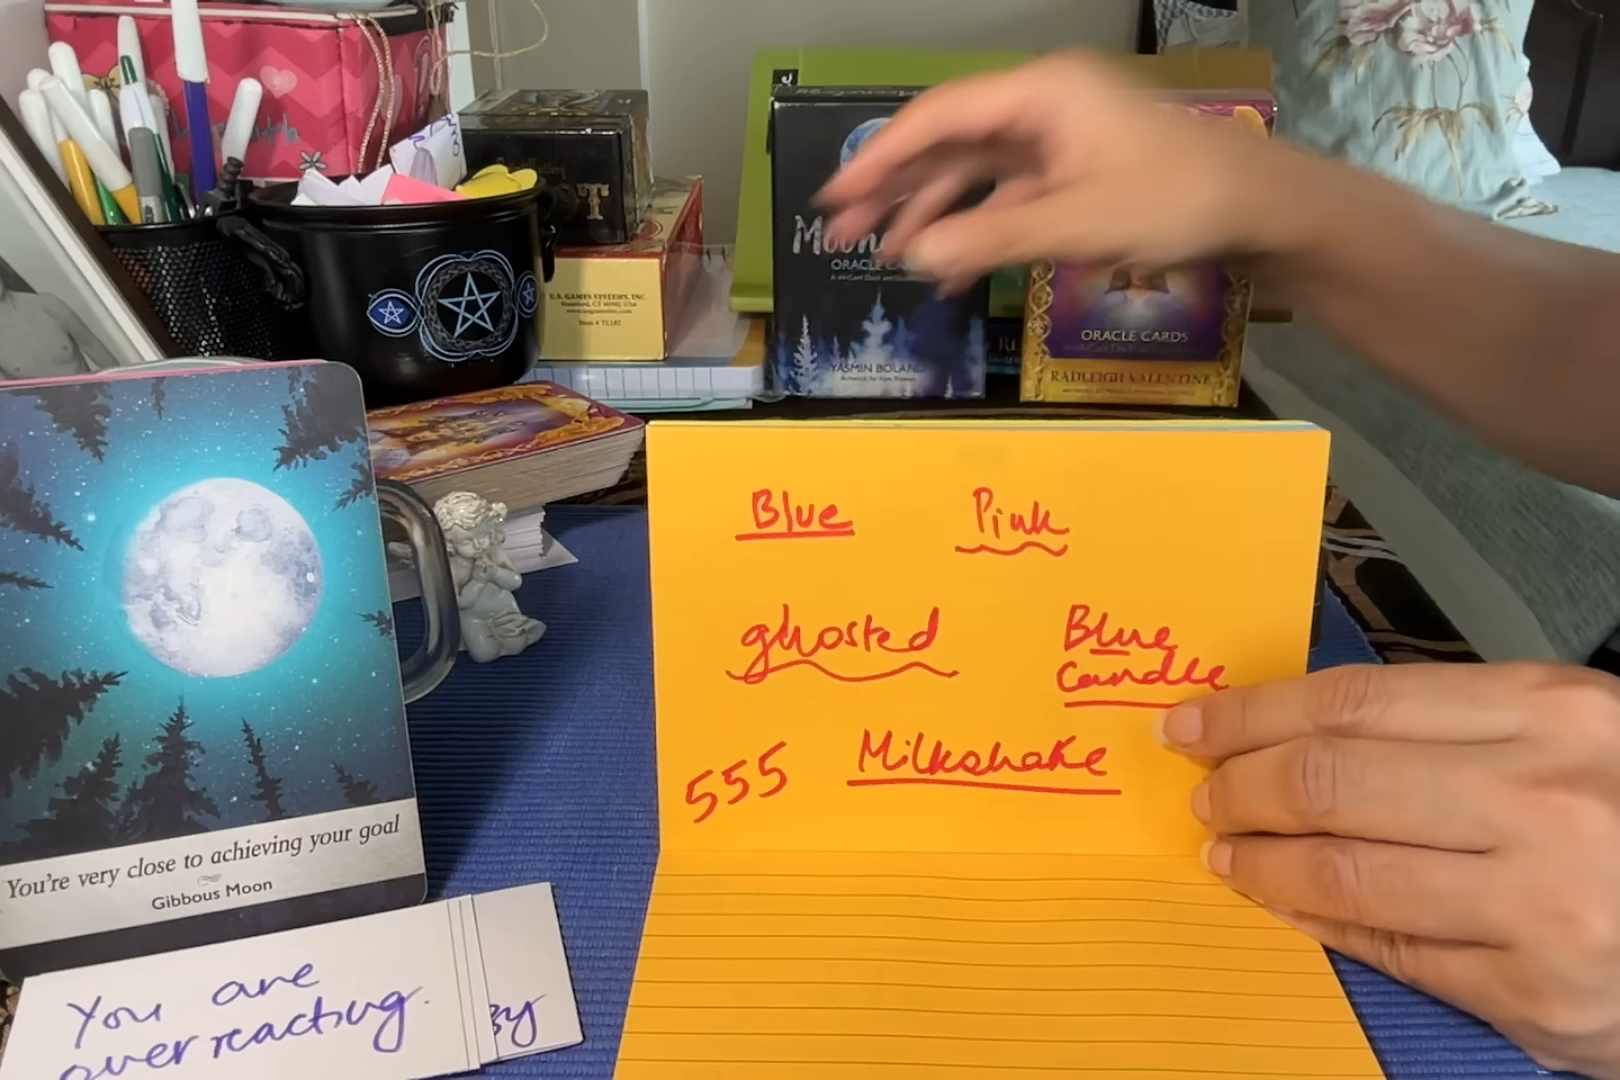 U.S. GAMES SYSTEMS, INC.
ORACLE
YASMIN BOLAND
ORACLE CARDS
RADLEIGH VALENTINE
Blue Pink
ghosted Blue
Candle
555 Milkshake
You're very close to achieving your goal
Gibbous Moon
You are
overreacting.